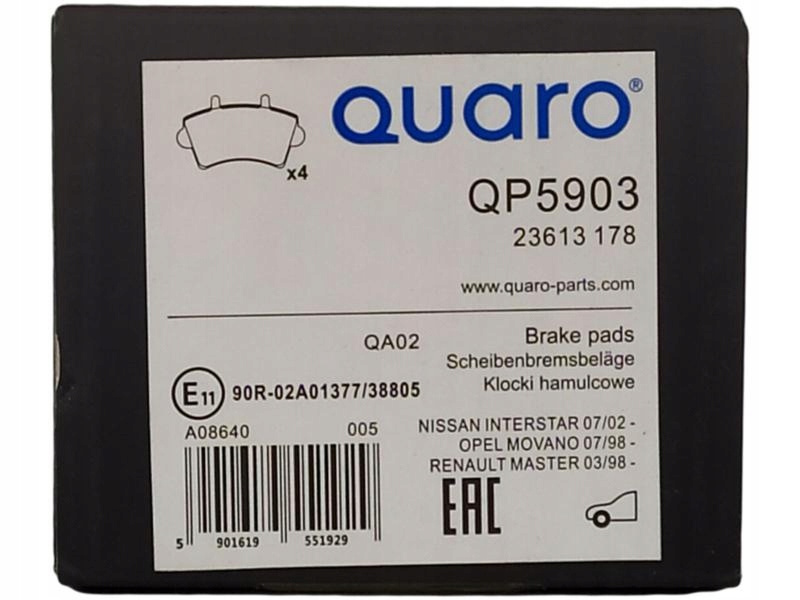 QUARO®
x4
QP5903
23613 178
www.quaro-parts.com
QA02
Brake pads
Scheibenbremsbeläge
Klocki hamulcowe
E11 90R-02A01377/38805
A08640 005
NISSAN INTERSTAR 07/02 -
OPEL MOVANO 07/98 -
RENAULT MASTER 03/98 -
EAC
5 901619 551929